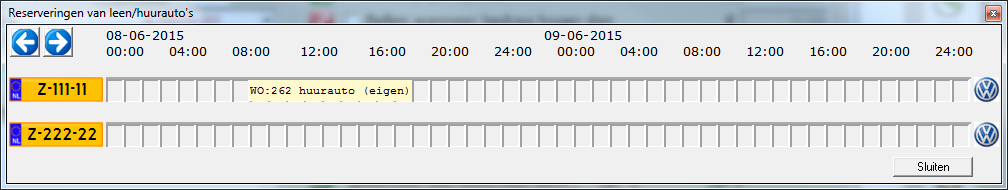 Reserveringen van leen/huurauto's
08-06-2015 09-06-2015
00:00 04:00 08:00 12:00 16:00 20:00 00:00 04:00 08:00 12:00 16:00 20:00 24:00
NL Z-111-11 WO:262 huurauto (eigen)
NL Z-222-22
Sluiten